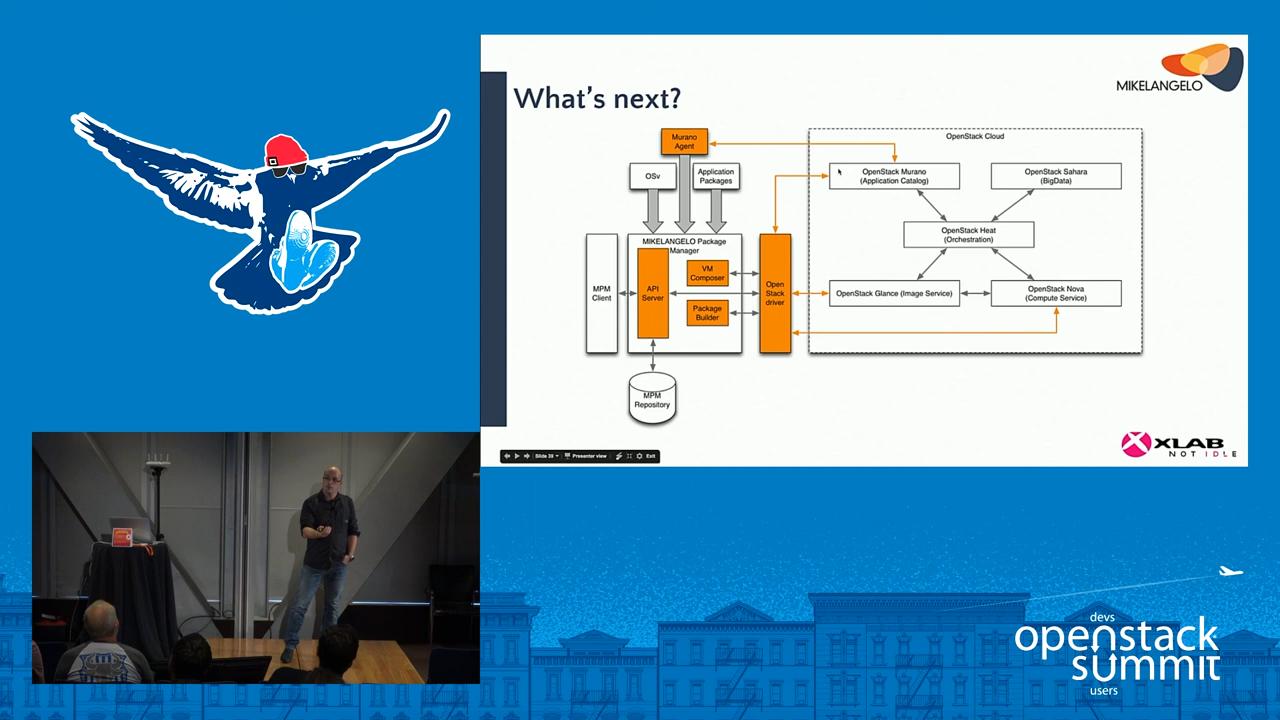 What's next?
MIKELANGELO
Murano
Agent
OSv
Application
Packages
MPM
Client
MIKELANGELO Package
Manager
API
Server
VM
Composer
Package
Builder
Open
Stack
driver
MPM
Repository
OpenStack Cloud
OpenStack Murano
(Application Catalog)
OpenStack Sahara
(BigData)
OpenStack Heat
(Orchestration)
OpenStack Glance (Image Service)
OpenStack Nova
(Compute Service)
Slide 39
Presenter view
Exit
XLAB
NOT IDLE
devs
openstack
summit
users